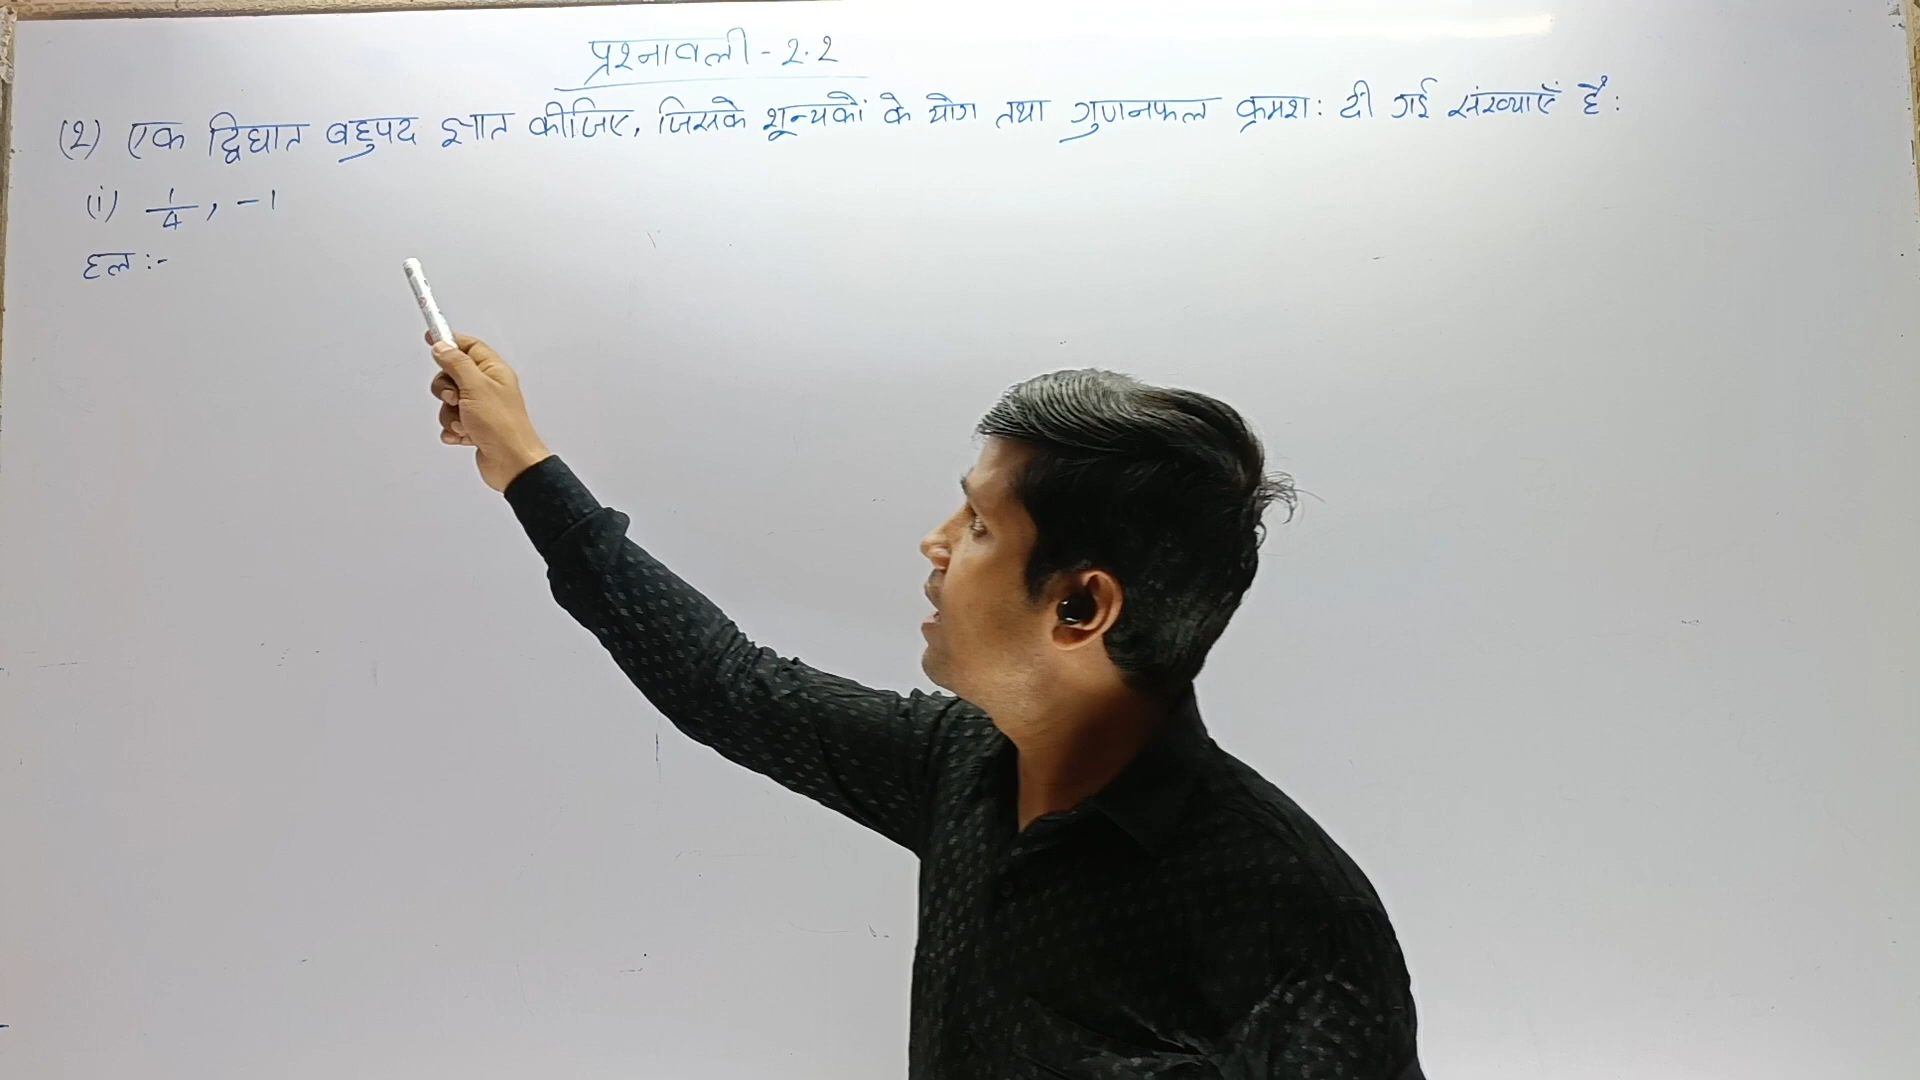 प्रश्नावली - 2.2
(2) एक द्विघात बहुपद ज्ञात कीजिए, जिसके शून्यकों के योग तथा गुणनफल क्रमश: दी गई संख्याएँ हैं :
(i) 1/4, -1
हल :-